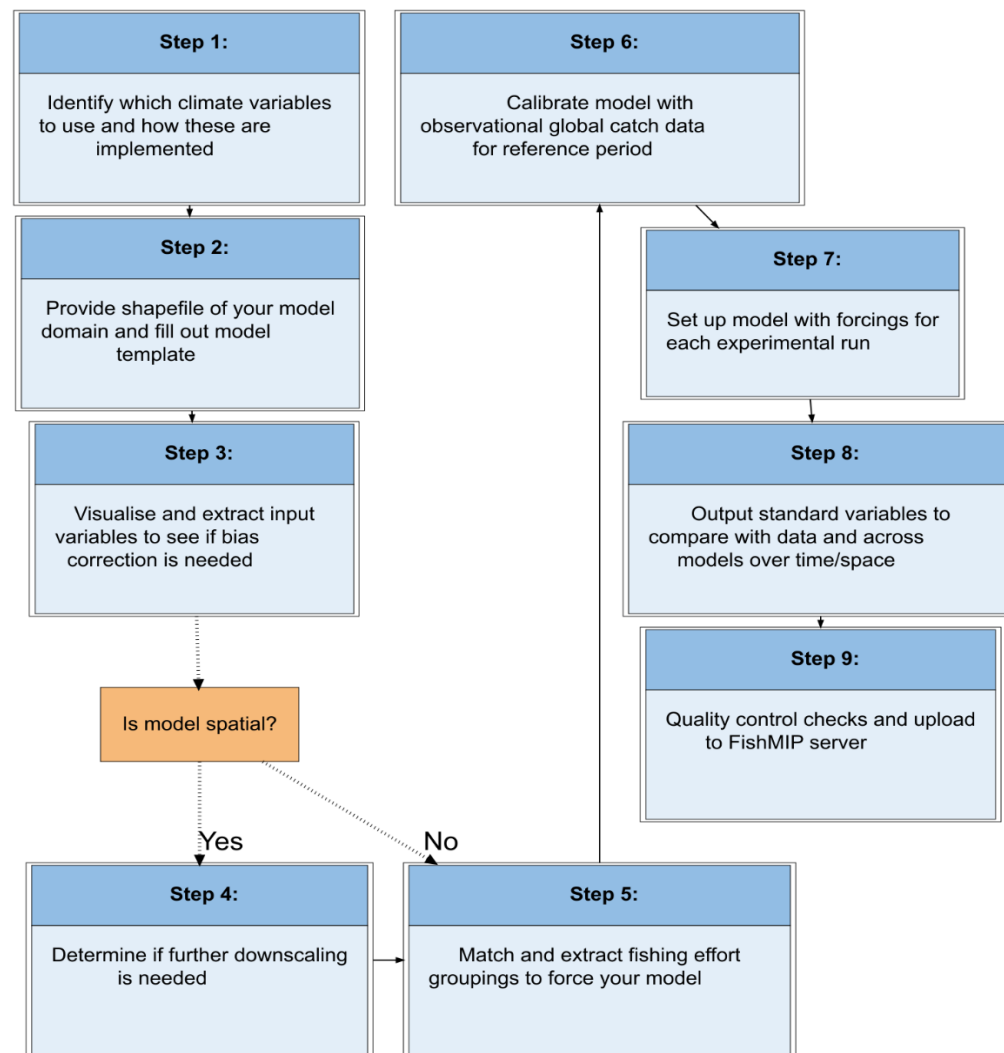 Step 1:
Identify which climate variables
to use and how these are
implemented
Step 2:
Provide shapefile of your model
domain and fill out model
template
Step 3:
Visualise and extract input
variables to see if bias
correction is needed
Is model spatial?
Yes
No
Step 4:
Determine if further downscaling
is needed
Step 5:
Match and extract fishing effort
groupings to force your model
Step 6:
Calibrate model with
observational global catch data
for reference period
Step 7:
Set up model with forcings for
each experimental run
Step 8:
Output standard variables to
compare with data and across
models over time/space
Step 9:
Quality control checks and upload
to FishMIP server